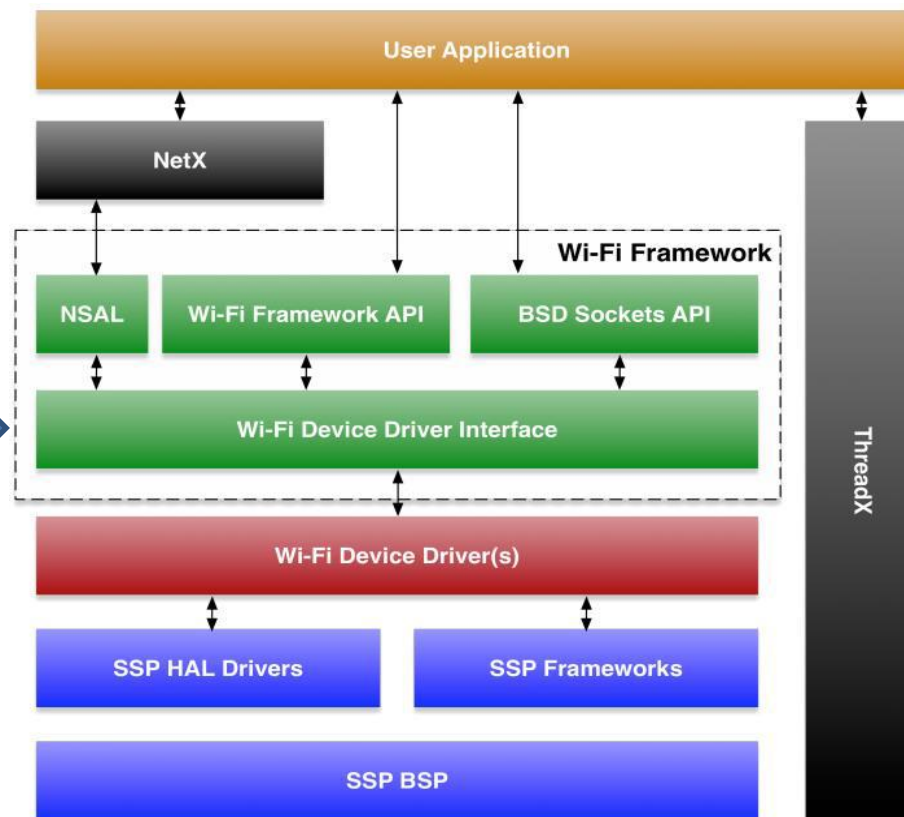 User Application
NetX
Wi-Fi Framework
NSAL
Wi-Fi Framework API
BSD Sockets API
Wi-Fi Device Driver Interface
ThreadX
Wi-Fi Device Driver(s)
SSP HAL Drivers
SSP Frameworks
SSP BSP